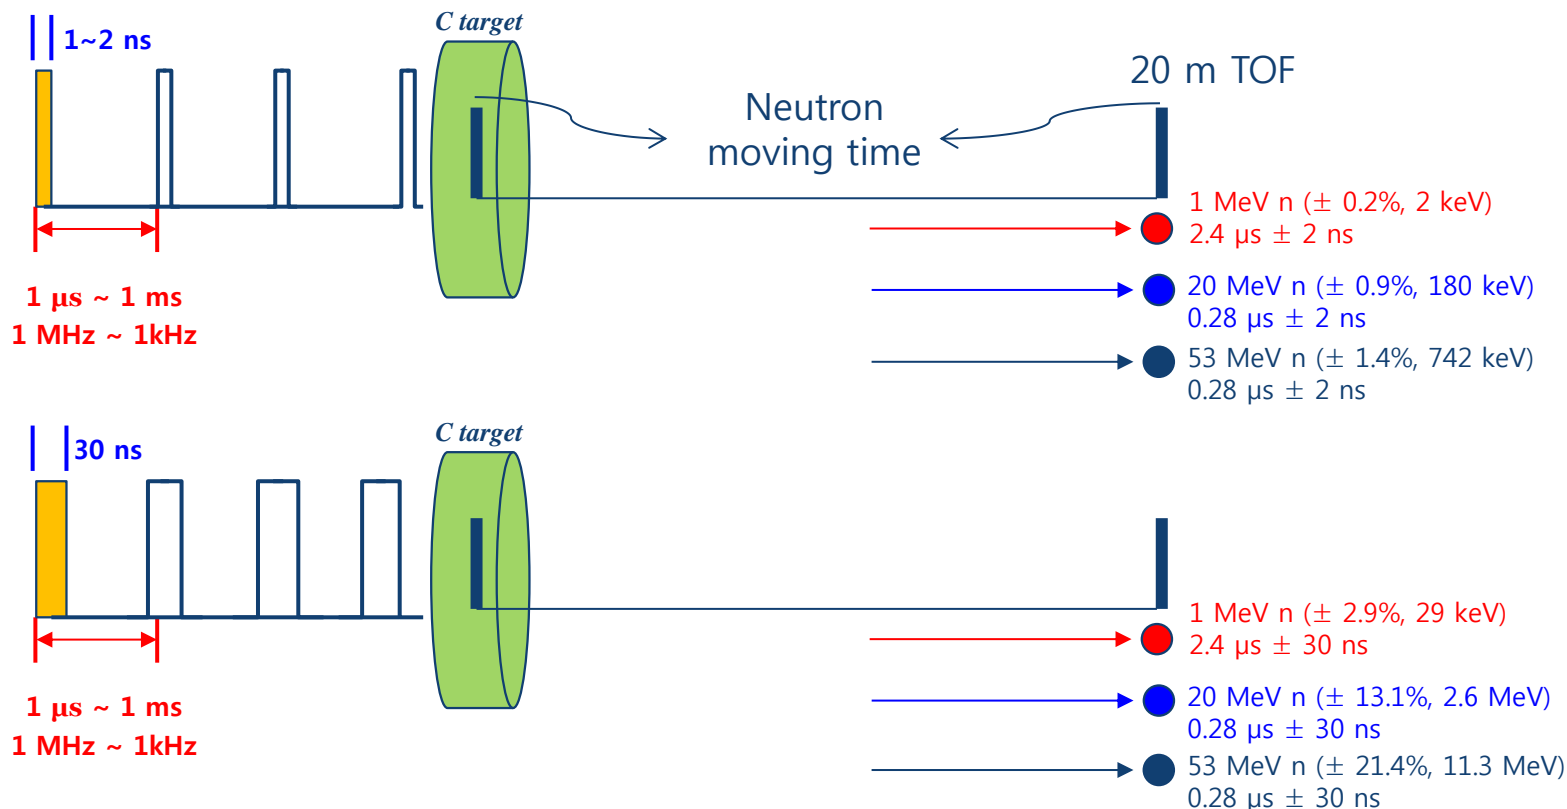 C target
1~2 ns
20 m TOF
Neutron
moving time
1 MeV n (± 0.2%, 2 keV)
2.4 µs ± 2 ns
1 µs ~ 1 ms
1 MHz ~ 1kHz
20 MeV n (± 0.9%, 180 keV)
0.28 µs ± 2 ns
53 MeV n (± 1.4%, 742 keV)
0.28 µs ± 2 ns
C target
30 ns
1 MeV n (± 2.9%, 29 keV)
2.4 µs ± 30 ns
1 µs ~ 1 ms
1 MHz ~ 1kHz
20 MeV n (± 13.1%, 2.6 MeV)
0.28 µs ± 30 ns
53 MeV n (± 21.4%, 11.3 MeV)
0.28 µs ± 30 ns